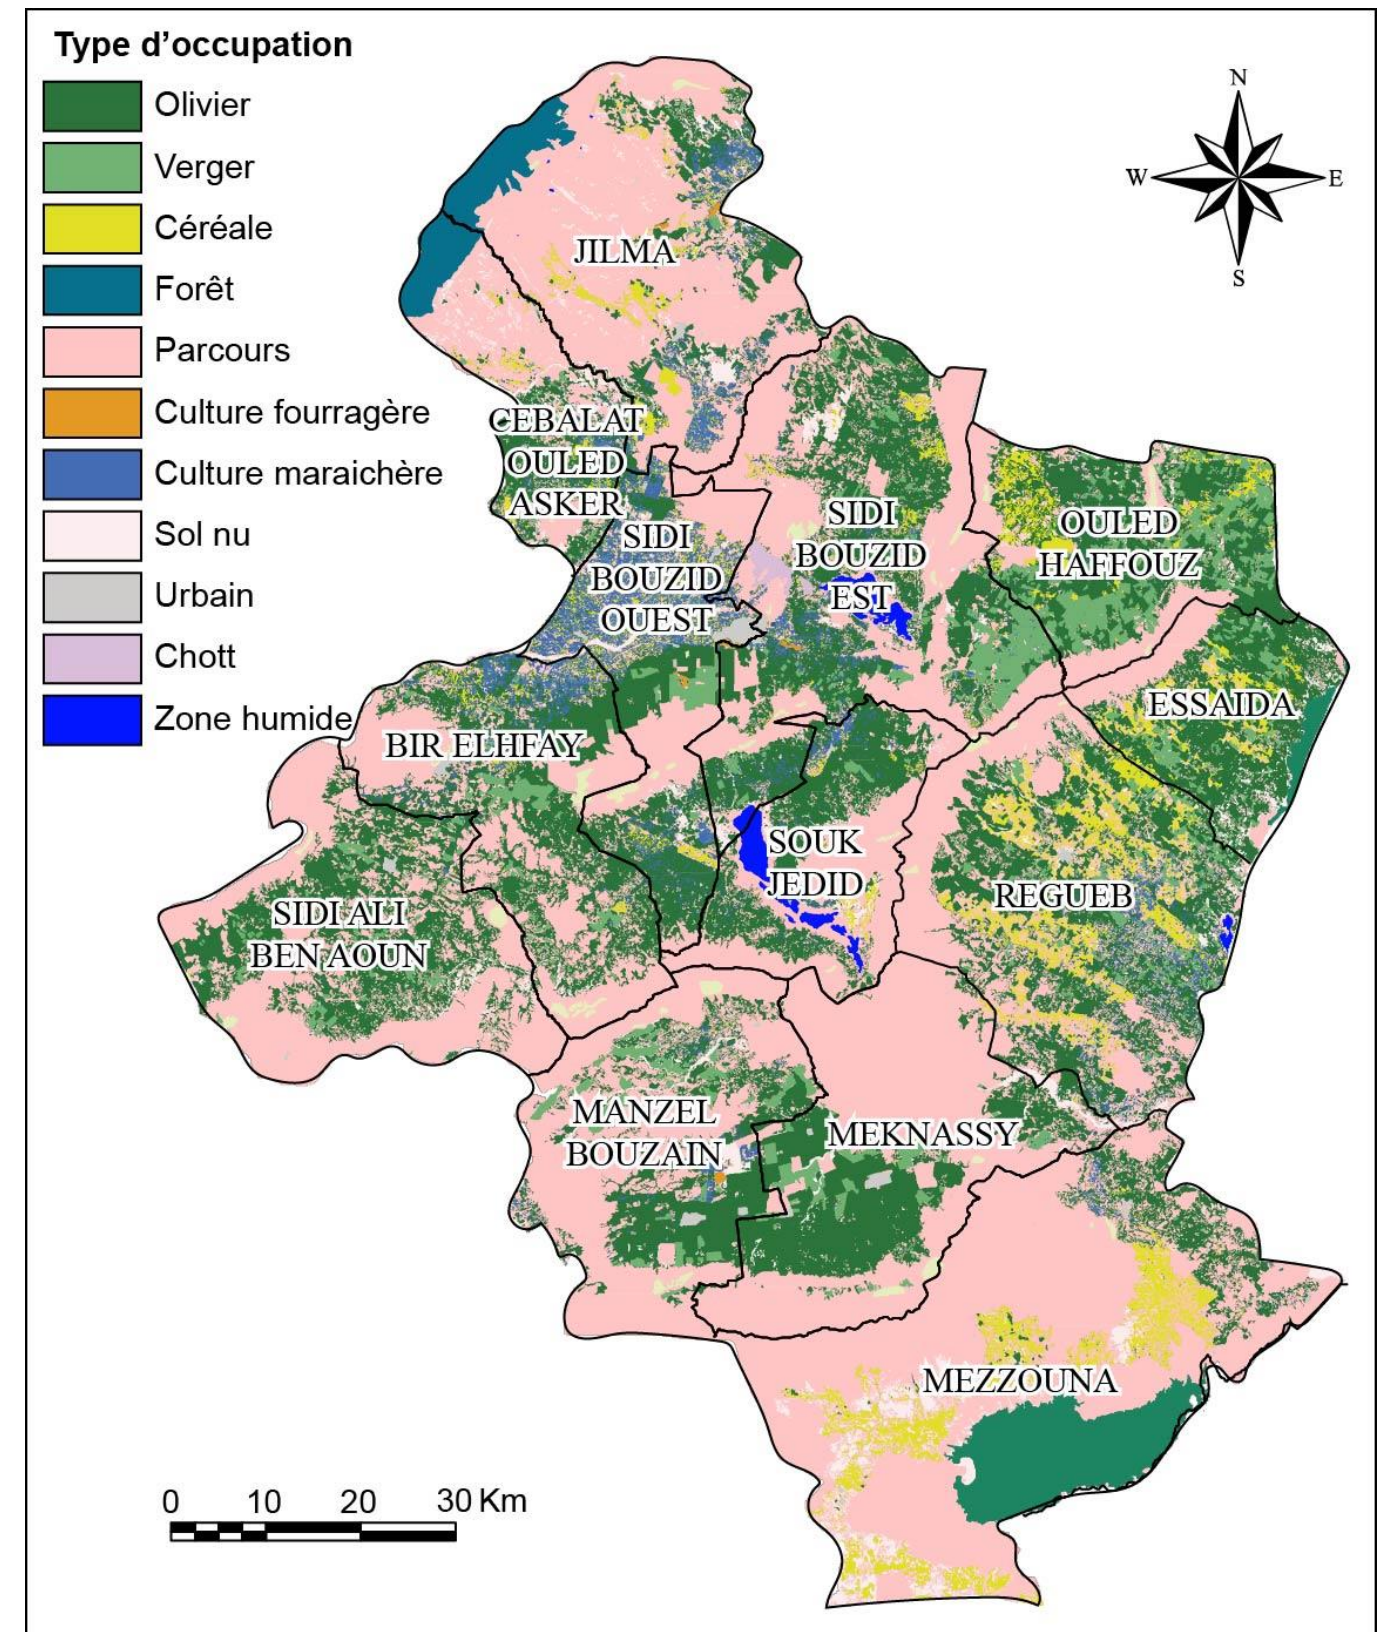 Type d’occupation
Olivier
Verger
Céréale
Forêt
Parcours
Culture fourragère
Culture maraichère
Sol nu
Urbain
Chott
Zone humide
N
W
E
S
JILMA
CEBALAT
OULED
ASKER
SIDI
BOUZID
OUEST
SIDI
BOUZID
EST
OULED
HAFFOUZ
ESSAIDA
BIR ELHFAY
SOUK
JEDID
REGUEB
SIDI ALI
BEN AOUN
MANZEL
BOUZAIN
MEKNASSY
MEZZOUNA
0 10 20 30 Km